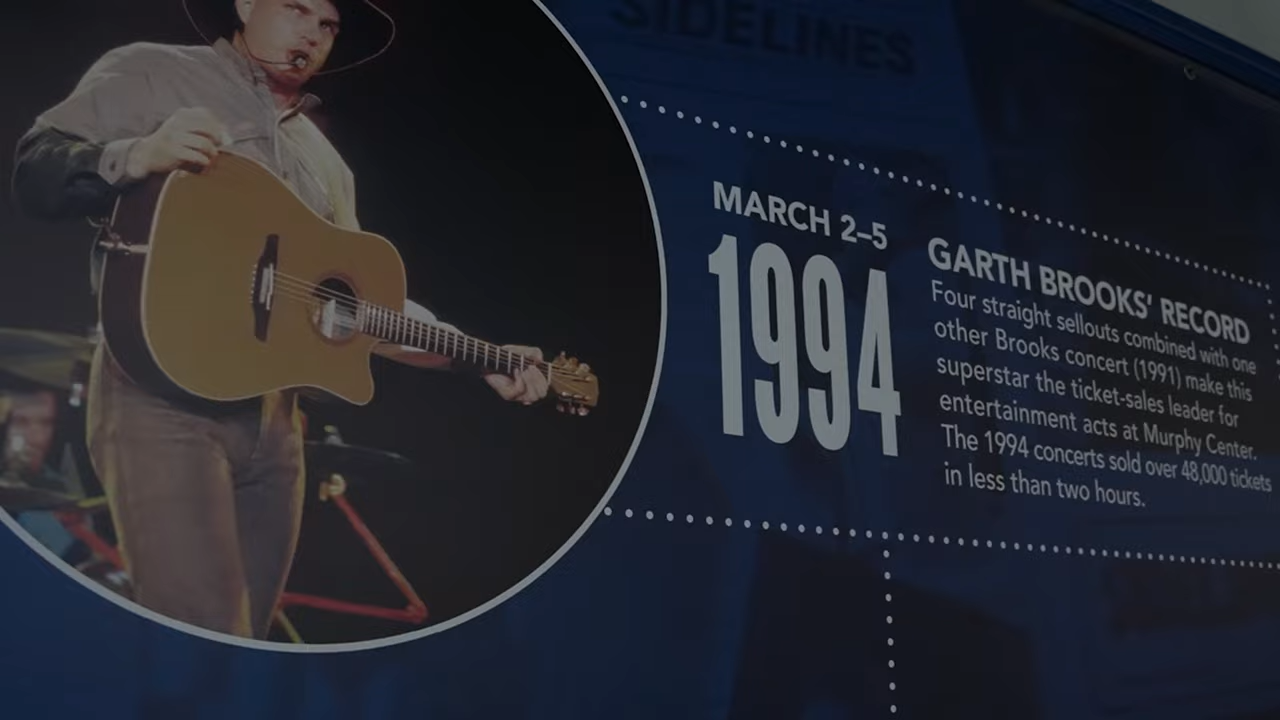 SIDELINES
MARCH 2–5
1994
GARTH BROOKS' RECORD
Four straight sellouts combined with one
other Brooks concert (1991) make this
superstar the ticket-sales leader for
entertainment acts at Murphy Center.
The 1994 concerts sold over 48,000 tickets
in less than two hours.